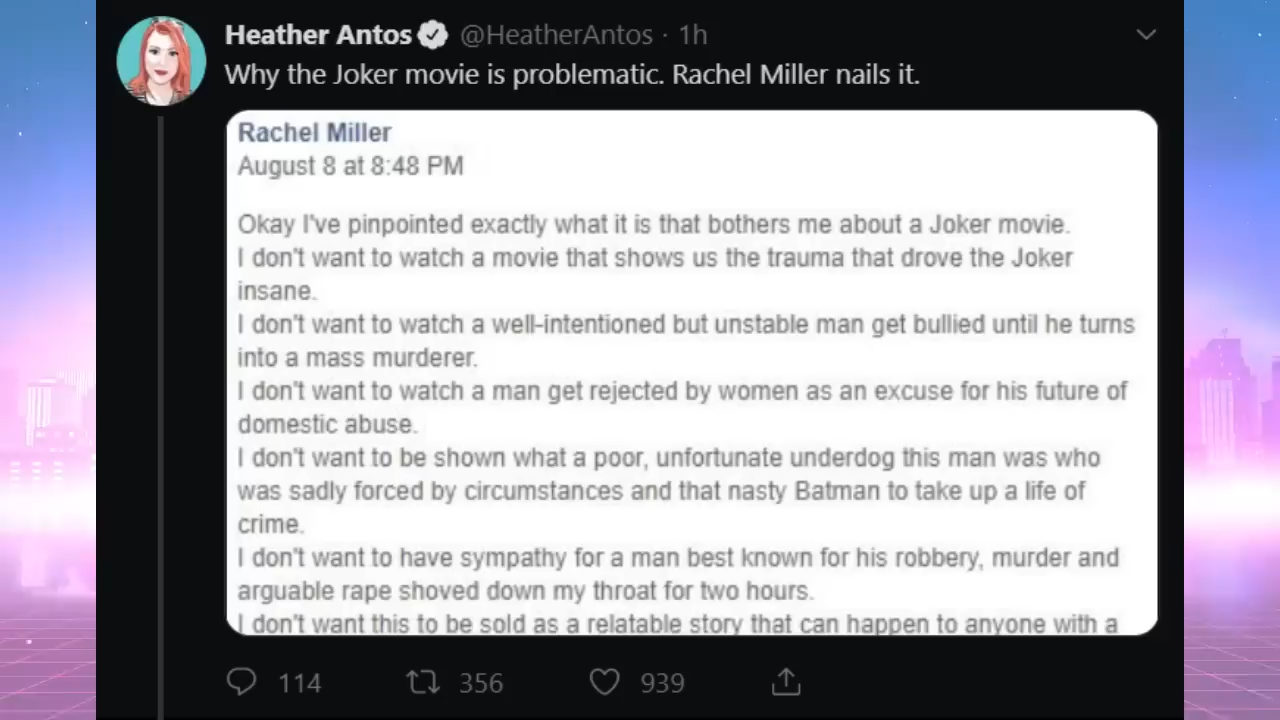 Heather Antos @HeatherAntos · 1h
Why the Joker movie is problematic. Rachel Miller nails it.
Rachel Miller
August 8 at 8:48 PM
Okay I've pinpointed exactly what it is that bothers me about a Joker movie.
I don't want to watch a movie that shows us the trauma that drove the Joker
insane.
I don't want to watch a well-intentioned but unstable man get bullied until he turns
into a mass murderer.
I don't want to watch a man get rejected by women as an excuse for his future of
domestic abuse.
I don't want to be shown what a poor, unfortunate underdog this man was who
was sadly forced by circumstances and that nasty Batman to take up a life of
crime.
I don't want to have sympathy for a man best known for his robbery, murder and
arguable rape shoved down my throat for two hours.
I don't want this to be sold as a relatable story that can happen to anyone with a
114 356 939